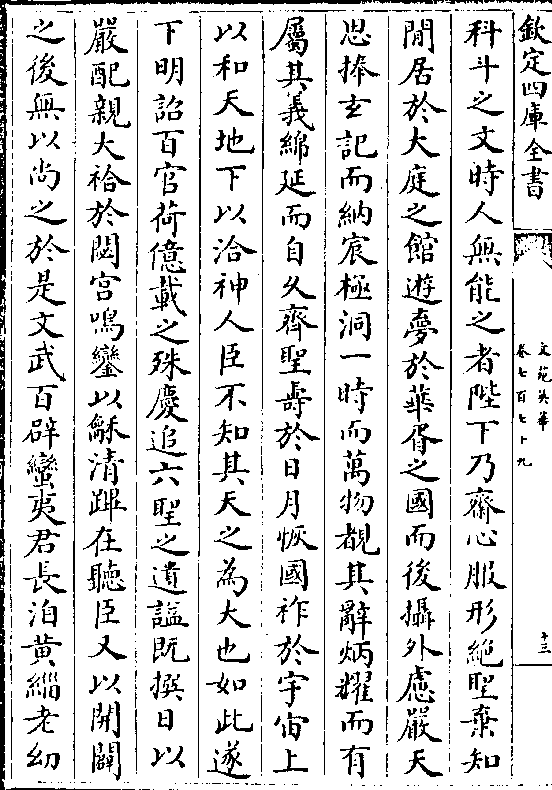 欽定四庫全書
文苑英華
卷七百七十九
十三
科斗之文時人無能之者陛下乃齋心服形絶聖棄知
閒居於大庭之館遊夢於華胥之國而後攝外慮嚴天
思捧玄記而納宸極洞一時而萬物覩其辭炳耀而有
屬其義綿延而自久齊聖夀於日月恢國祚於宇宙上
以和天地下以洽神人臣不知其天之為大也如此遂
下明詔百官荷億載之殊慶追六聖之遺謚既撰日以
嚴配親大祫於閟宮鳴鑾以龢清蹕在聽臣又以開闢
之後無以尚之於是文武百辟蠻夷君長洎黄緇老幼